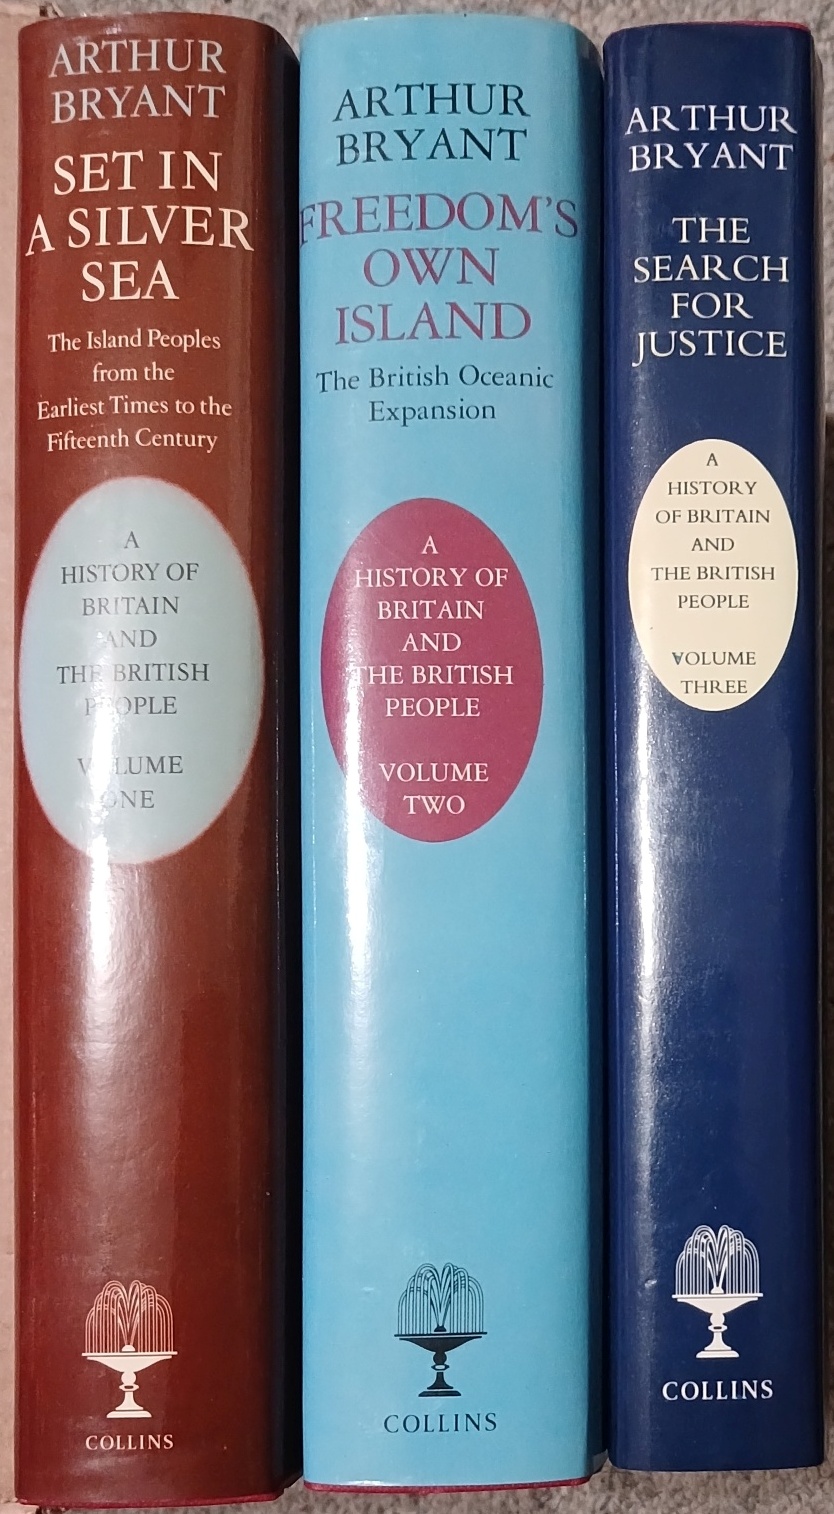 ARTHUR
BRYANT
SET IN
A SILVER
SEA
The Island Peoples
from the
Earliest Times to the
Fifteenth Century
A
HISTORY OF
BRITAIN
AND
THE BRITISH
PEOPLE
VOLUME
ONE
COLLINS
ARTHUR
BRYANT
FREEDOM'S
OWN
ISLAND
The British Oceanic
Expansion
A
HISTORY OF
BRITAIN
AND
THE BRITISH
PEOPLE
VOLUME
TWO
COLLINS
ARTHUR
BRYANT
THE
SEARCH
FOR
JUSTICE
A
HISTORY
OF BRITAIN
AND
THE BRITISH
PEOPLE
VOLUME
THREE
COLLINS